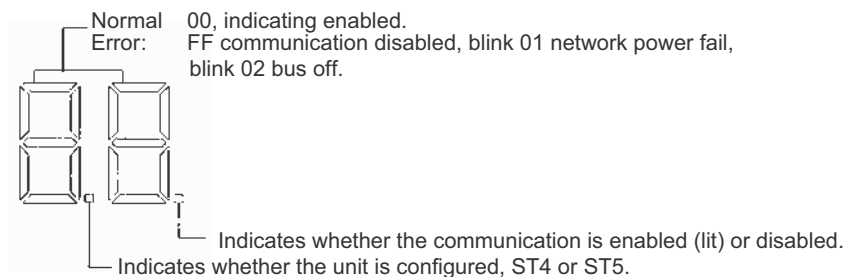 Normal 00, indicating enabled.
Error: FF communication disabled, blink 01 network power fail,
blink 02 bus off.
Indicates whether the communication is enabled (lit) or disabled.
Indicates whether the unit is configured, ST4 or ST5.